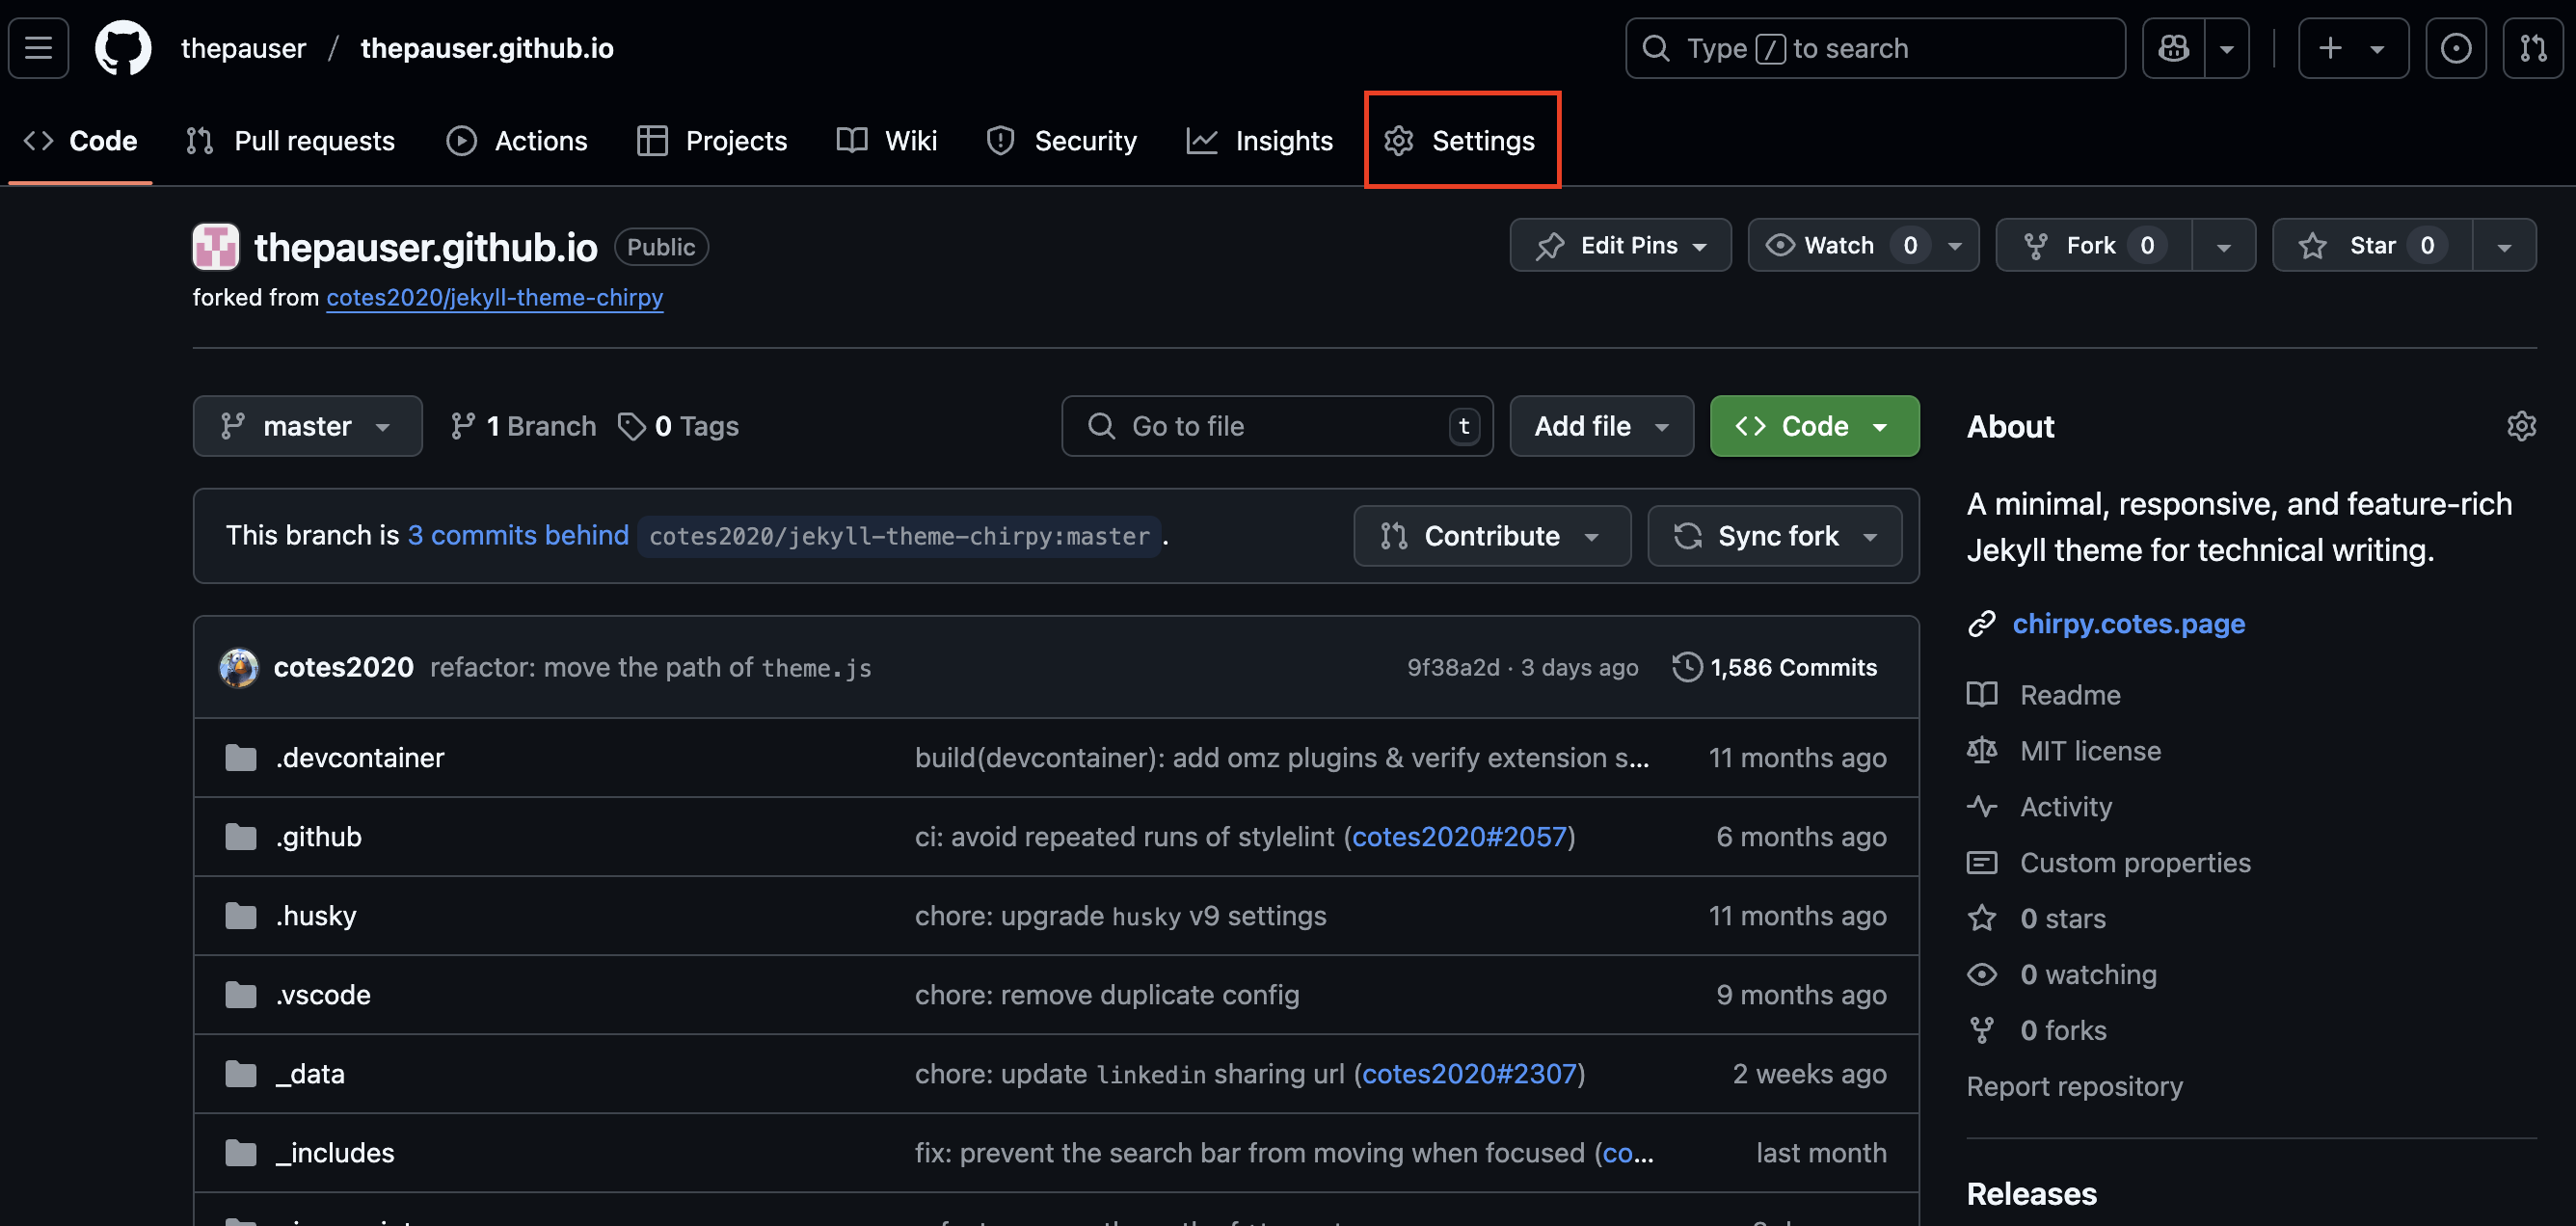 thepauser / thepauser.github.io
Type / to search
Code
Pull requests
Actions
Projects
Wiki
Security
Insights
Settings
thepauser.github.io Public
Edit Pins
Watch 0
Fork 0
Star 0
forked from cotes2020/jekyll-theme-chirpy
master
1 Branch
0 Tags
Go to file t
Add file
Code
This branch is 3 commits behind cotes2020/jekyll-theme-chirpy:master .
Contribute
Sync fork
cotes2020 refactor: move the path of theme.js 9f38a2d · 3 days ago 1,586 Commits
.devcontainer build(devcontainer): add omz plugins & verify extension s... 11 months ago
.github ci: avoid repeated runs of stylelint (cotes2020#2057) 6 months ago
.husky chore: upgrade husky v9 settings 11 months ago
.vscode chore: remove duplicate config 9 months ago
_data chore: update linkedin sharing url (cotes2020#2307) 2 weeks ago
_includes fix: prevent the search bar from moving when focused (co... last month
About
A minimal, responsive, and feature-rich
Jekyll theme for technical writing.
chirpy.cotes.page
Readme
MIT license
Activity
Custom properties
0 stars
0 watching
0 forks
Report repository
Releases